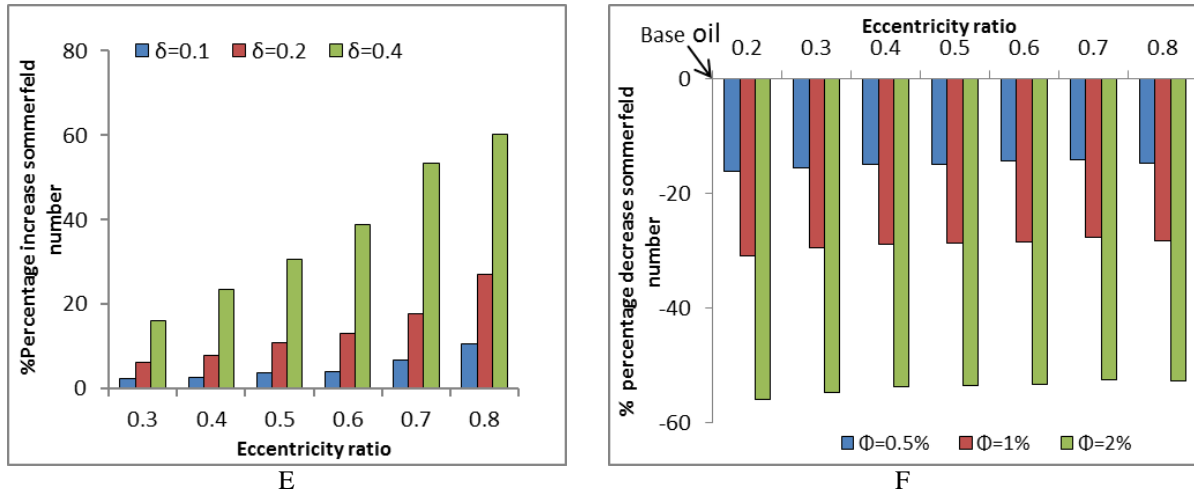 %Percentage increase sommerfeld
number
80
60
40
20
0
δ=0.1 δ=0.2 δ=0.4
0.3 0.4 0.5 0.6 0.7 0.8
Eccentricity ratio
E
% percentage decrease sommerfeld
number
Base oil
Eccentricity ratio
0.2 0.3 0.4 0.5 0.6 0.7 0.8
0
-20
-40
-60
Φ=0.5% Φ=1% Φ=2%
F